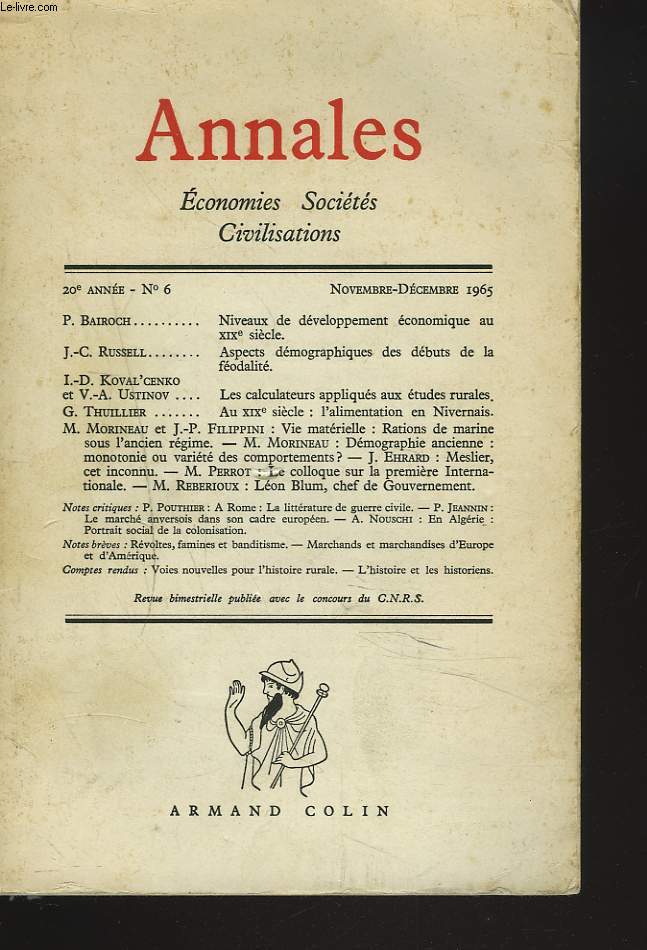 Le-livre.com
Annales
Économies Sociétés
Civilisations
20e ANNÉE - No 6 NOVEMBRE-DÉCEMBRE 1965
P. BAIROCH.......... Niveaux de développement économique au
XIXe siècle.
J.-C. RUSSELL........ Aspects démographiques des débuts de la
féodalité.
I.-D. KOVAL'CENKO
et V.-A. USTINOV .... Les calculateurs appliqués aux études rurales.
G. THUILLIER ....... Au XIXe siècle : l'alimentation en Nivernais.
M. MORINEAU et J.-P. FILIPPINI : Vie matérielle : Rations de marine
sous l'ancien régime. — M. MORINEAU : Démographie ancienne :
monotonie ou variété des comportements ? — J. EHRARD : Meslier,
cet inconnu. — M. PERROT : Le colloque sur la première Interna-
tionale. — M. REBERIOUX : Léon Blum, chef de Gouvernement.
Notes critiques : P. POUTHIER : A Rome : La littérature de guerre civile. — P. JEANNIN :
Le marché anversois dans son cadre européen. — A. NOUSCHI : En Algérie :
Portrait social de la colonisation.
Notes brèves : Révoltes, famines et banditisme. — Marchands et marchandises d'Europe
et d'Amérique.
Comptes rendus : Voies nouvelles pour l'histoire rurale. — L'histoire et les historiens.
Revue bimestrielle publiée avec le concours du C.N.R.S.
ARMAND COLIN